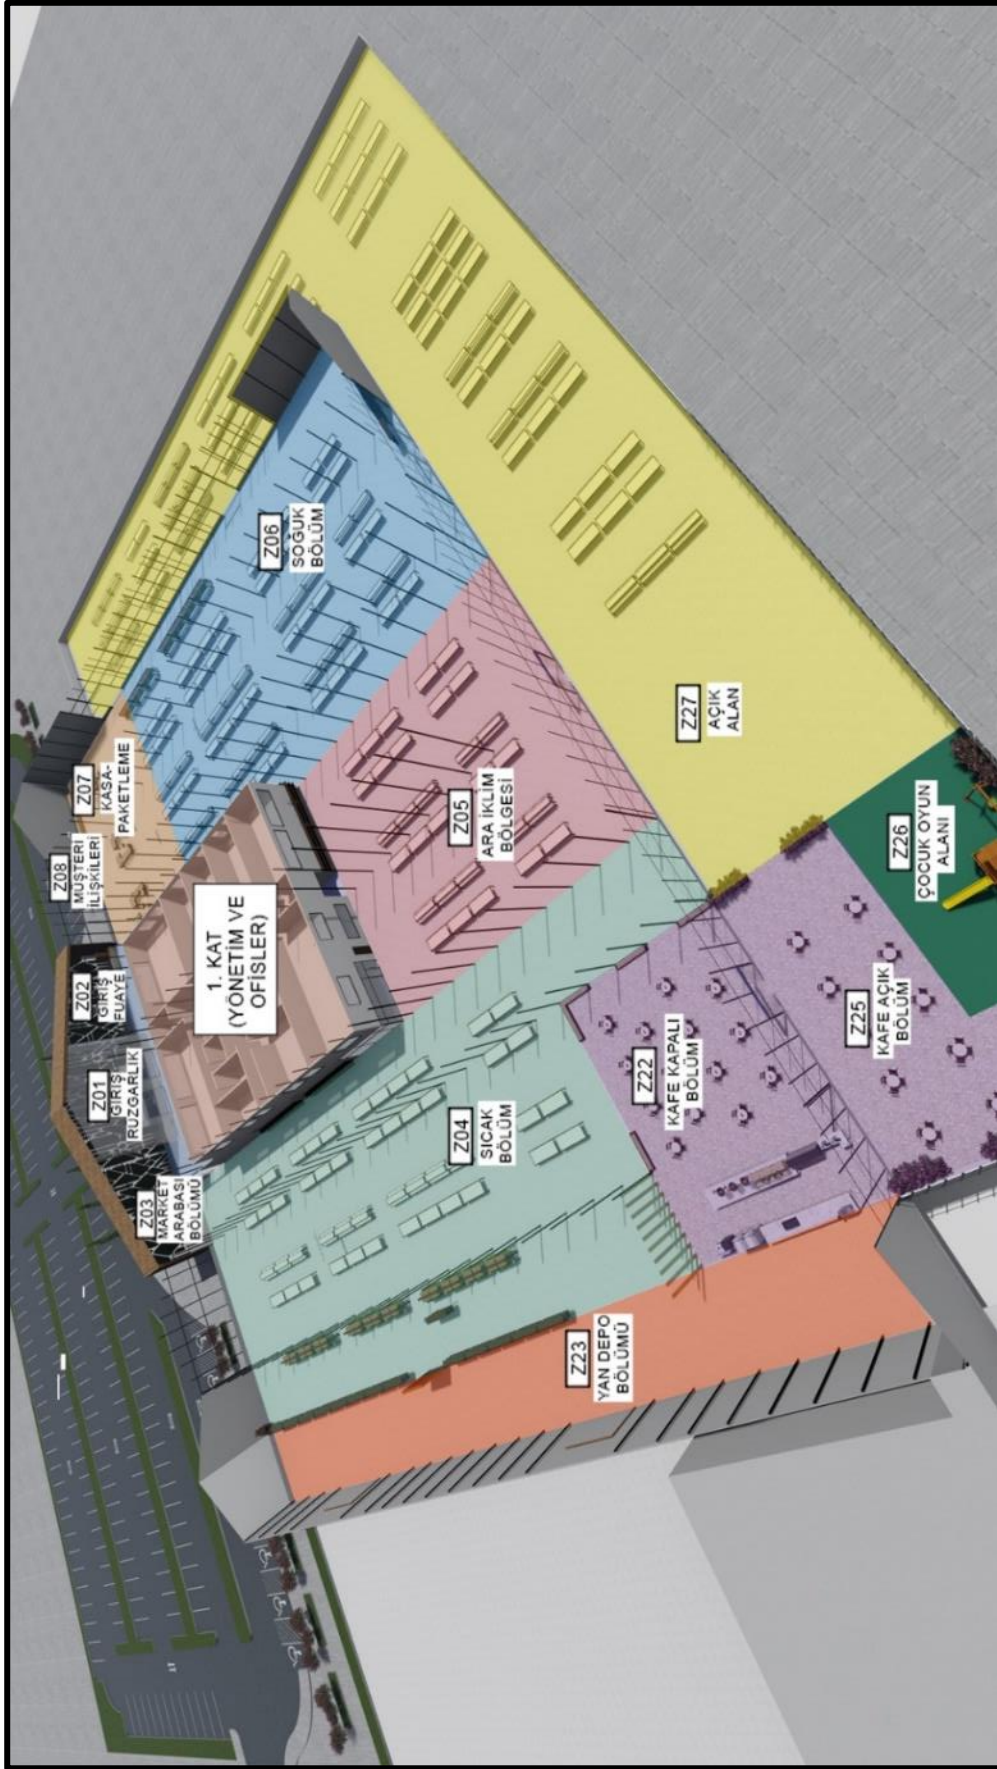 Z08
MÜŞTERİ
İLİŞKİLERİ
Z07
KASA-
PAKETLEME
Z02
GİRİŞ
FUAYE
Z01
GİRİŞ
RUZGARLIK
Z03
MARKET
ARABASI
BÖLÜMÜ
1. KAT
(YÖNETİM VE
OFİSLER)
Z06
SOĞUK
BÖLÜM
Z05
ARA İKLİM
BÖLGESİ
Z04
SICAK
BÖLÜM
Z23
YAN DEPO
BÖLÜMÜ
Z22
KAFE KAPALI
BÖLÜM
Z27
AÇIK
ALAN
Z25
KAFE AÇIK
BÖLÜM
Z26
ÇOCUK OYUN
ALANI